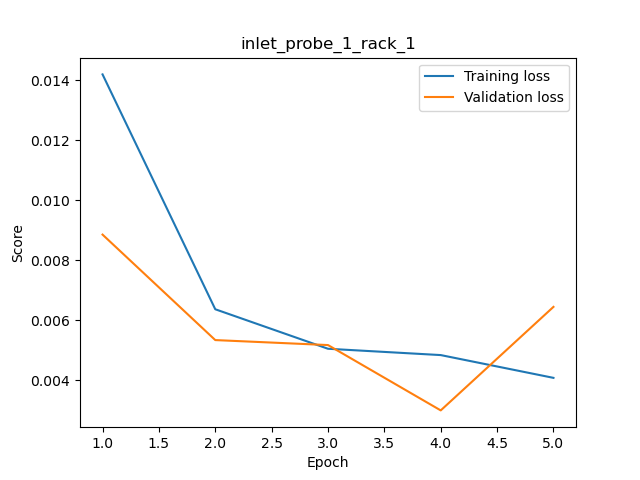 inlet_probe_1_rack_1
Training loss
Validation loss
0.014
0.012
0.010
0.008
0.006
0.004
Score
1.0 1.5 2.0 2.5 3.0 3.5 4.0 4.5 5.0
Epoch